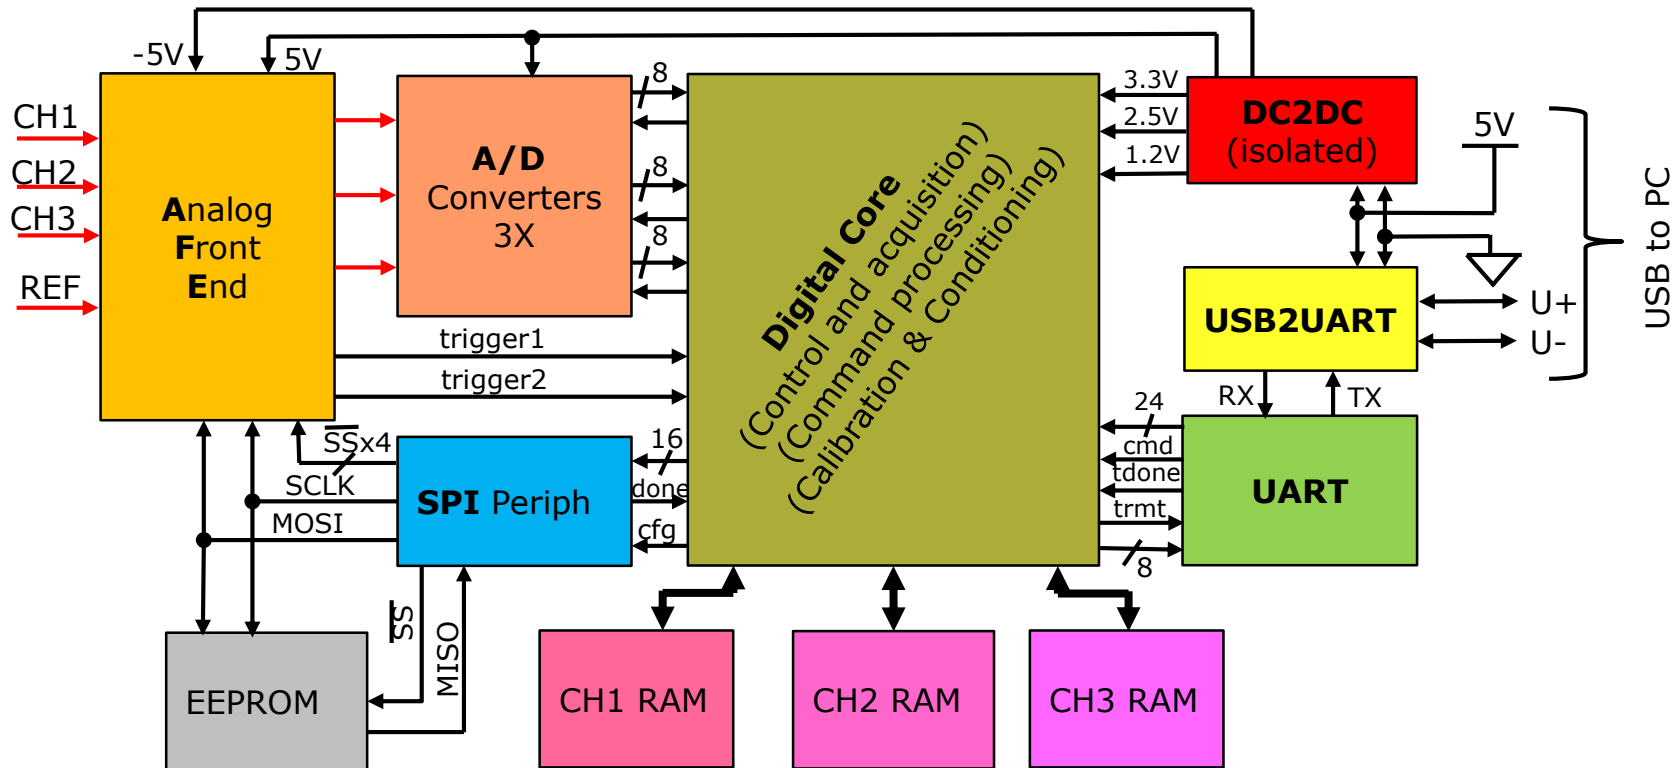 -5V
5V
CH1
CH2
CH3
REF
Analog
Front
End
A/D
Converters
3X
8
8
8
trigger1
trigger2
Digital Core
(Control and acquisition)
(Command processing)
(Calibration & Conditioning)
3.3V
2.5V
1.2V
DC2DC
(isolated)
5V
USB to PC
USB2UART
U+
U-
RX
TX
SSx4
SCLK
MOSI
SPI Periph
16
done
cfg
24
cmd
tdone
trmt
8
UART
SS
MISO
EEPROM
CH1 RAM
CH2 RAM
CH3 RAM